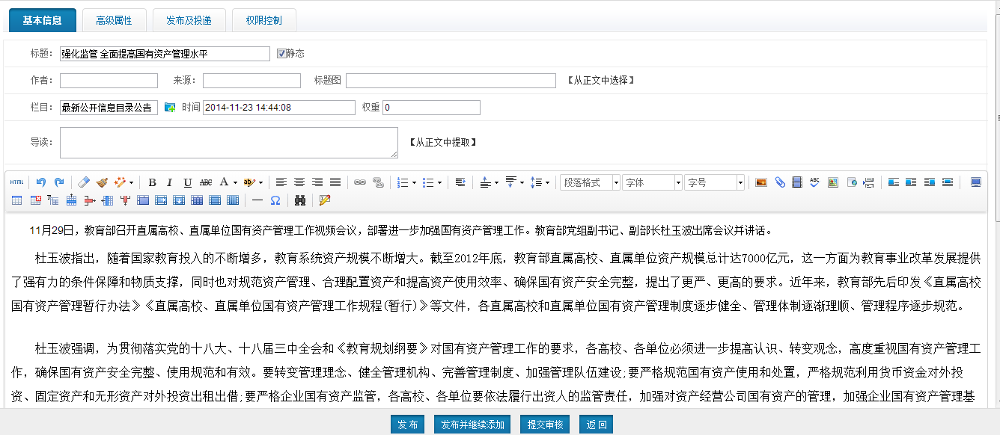 基本信息 高级属性 发布及投递 权限控制
标题: 强化监管 全面提高国有资产管理水平 静态
作者: 来源: 标题图 【从正文中选择】
栏目: 最新公开信息目录公告 时间 2014-11-23 14:44:08 权重 0
导读: 【从正文中提取】
HTML B I U ABC A ab 段落格式 字体 字号 ABC
11月29日，教育部召开直属高校、直属单位国有资产管理工作视频会议，部署进一步加强国有资产管理工作。教育部党组副书记、副部长杜玉波出席会议并讲话。
杜玉波指出，随着国家教育投入的不断增多，教育系统资产规模不断增大。截至2012年底，教育部直属高校、直属单位资产规模总计达7000亿元，这一方面为教育事业改革发展提供
了强有力的条件保障和物质支撑，同时也对规范资产管理、合理配置资产和提高资产使用效率、确保国有资产安全完整，提出了更严、更高的要求。近年来，教育部先后印发《直属高校
国有资产管理暂行办法》《直属高校、直属单位国有资产管理工作规程(暂行)》等文件，各直属高校和直属单位国有资产管理制度逐步健全、管理体制逐渐理顺、管理程序逐步规范。
杜玉波强调，为贯彻落实党的十八大、十八届三中全会和《教育规划纲要》对国有资产管理工作的要求，各高校、各单位必须进一步提高认识、转变观念，高度重视国有资产管理工
作，确保国有资产安全完整、使用规范和有效。要转变管理理念、健全管理机构、完善管理制度、加强管理队伍建设;要严格规范国有资产使用和处置，严格规范利用货币资金对外投
资、固定资产和无形资产对外投资出租出借;要严格企业国有资产监管，各高校、各单位要依法履行出资人的监管责任，加强对资产经营公司国有资产的管理，加强企业国有资产管理基
发 布 发布并继续添加 提交审核 返 回